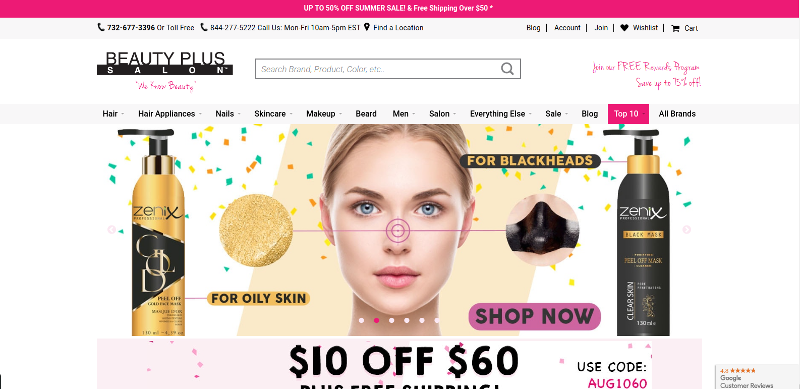 UP TO 50% OFF SUMMER SALE! & Free Shipping Over $50 *
732-677-3396 Or Toll Free 844-277-5222 Call Us: Mon-Fri 10am-5pm EST Find a Location
Blog Account Join Wishlist Cart
BEAUTY PLUS
SALON
"We Know Beauty"
Search Brand, Product, Color, etc..
Join our FREE Rewards Program
Save up to 75% off!
Hair Hair Appliances Nails Skincare Makeup Beard Men Salon Everything Else Sale Blog Top 10 All Brands
FOR BLACKHEADS
zenix
PROFESSIONAL
GOLD
PEEL OFF
GOLD FACE MASK
FOR OILY SKIN
zenix
PROFESSIONAL
BLACK MASK
PEEL OFF MASK
CLEAR SKIN
PORE
130 ml e
SHOP NOW
$10 OFF $60
PLUS FREE SHIPPING!
USE CODE:
AUG1060
4.8
Google
Customer Reviews